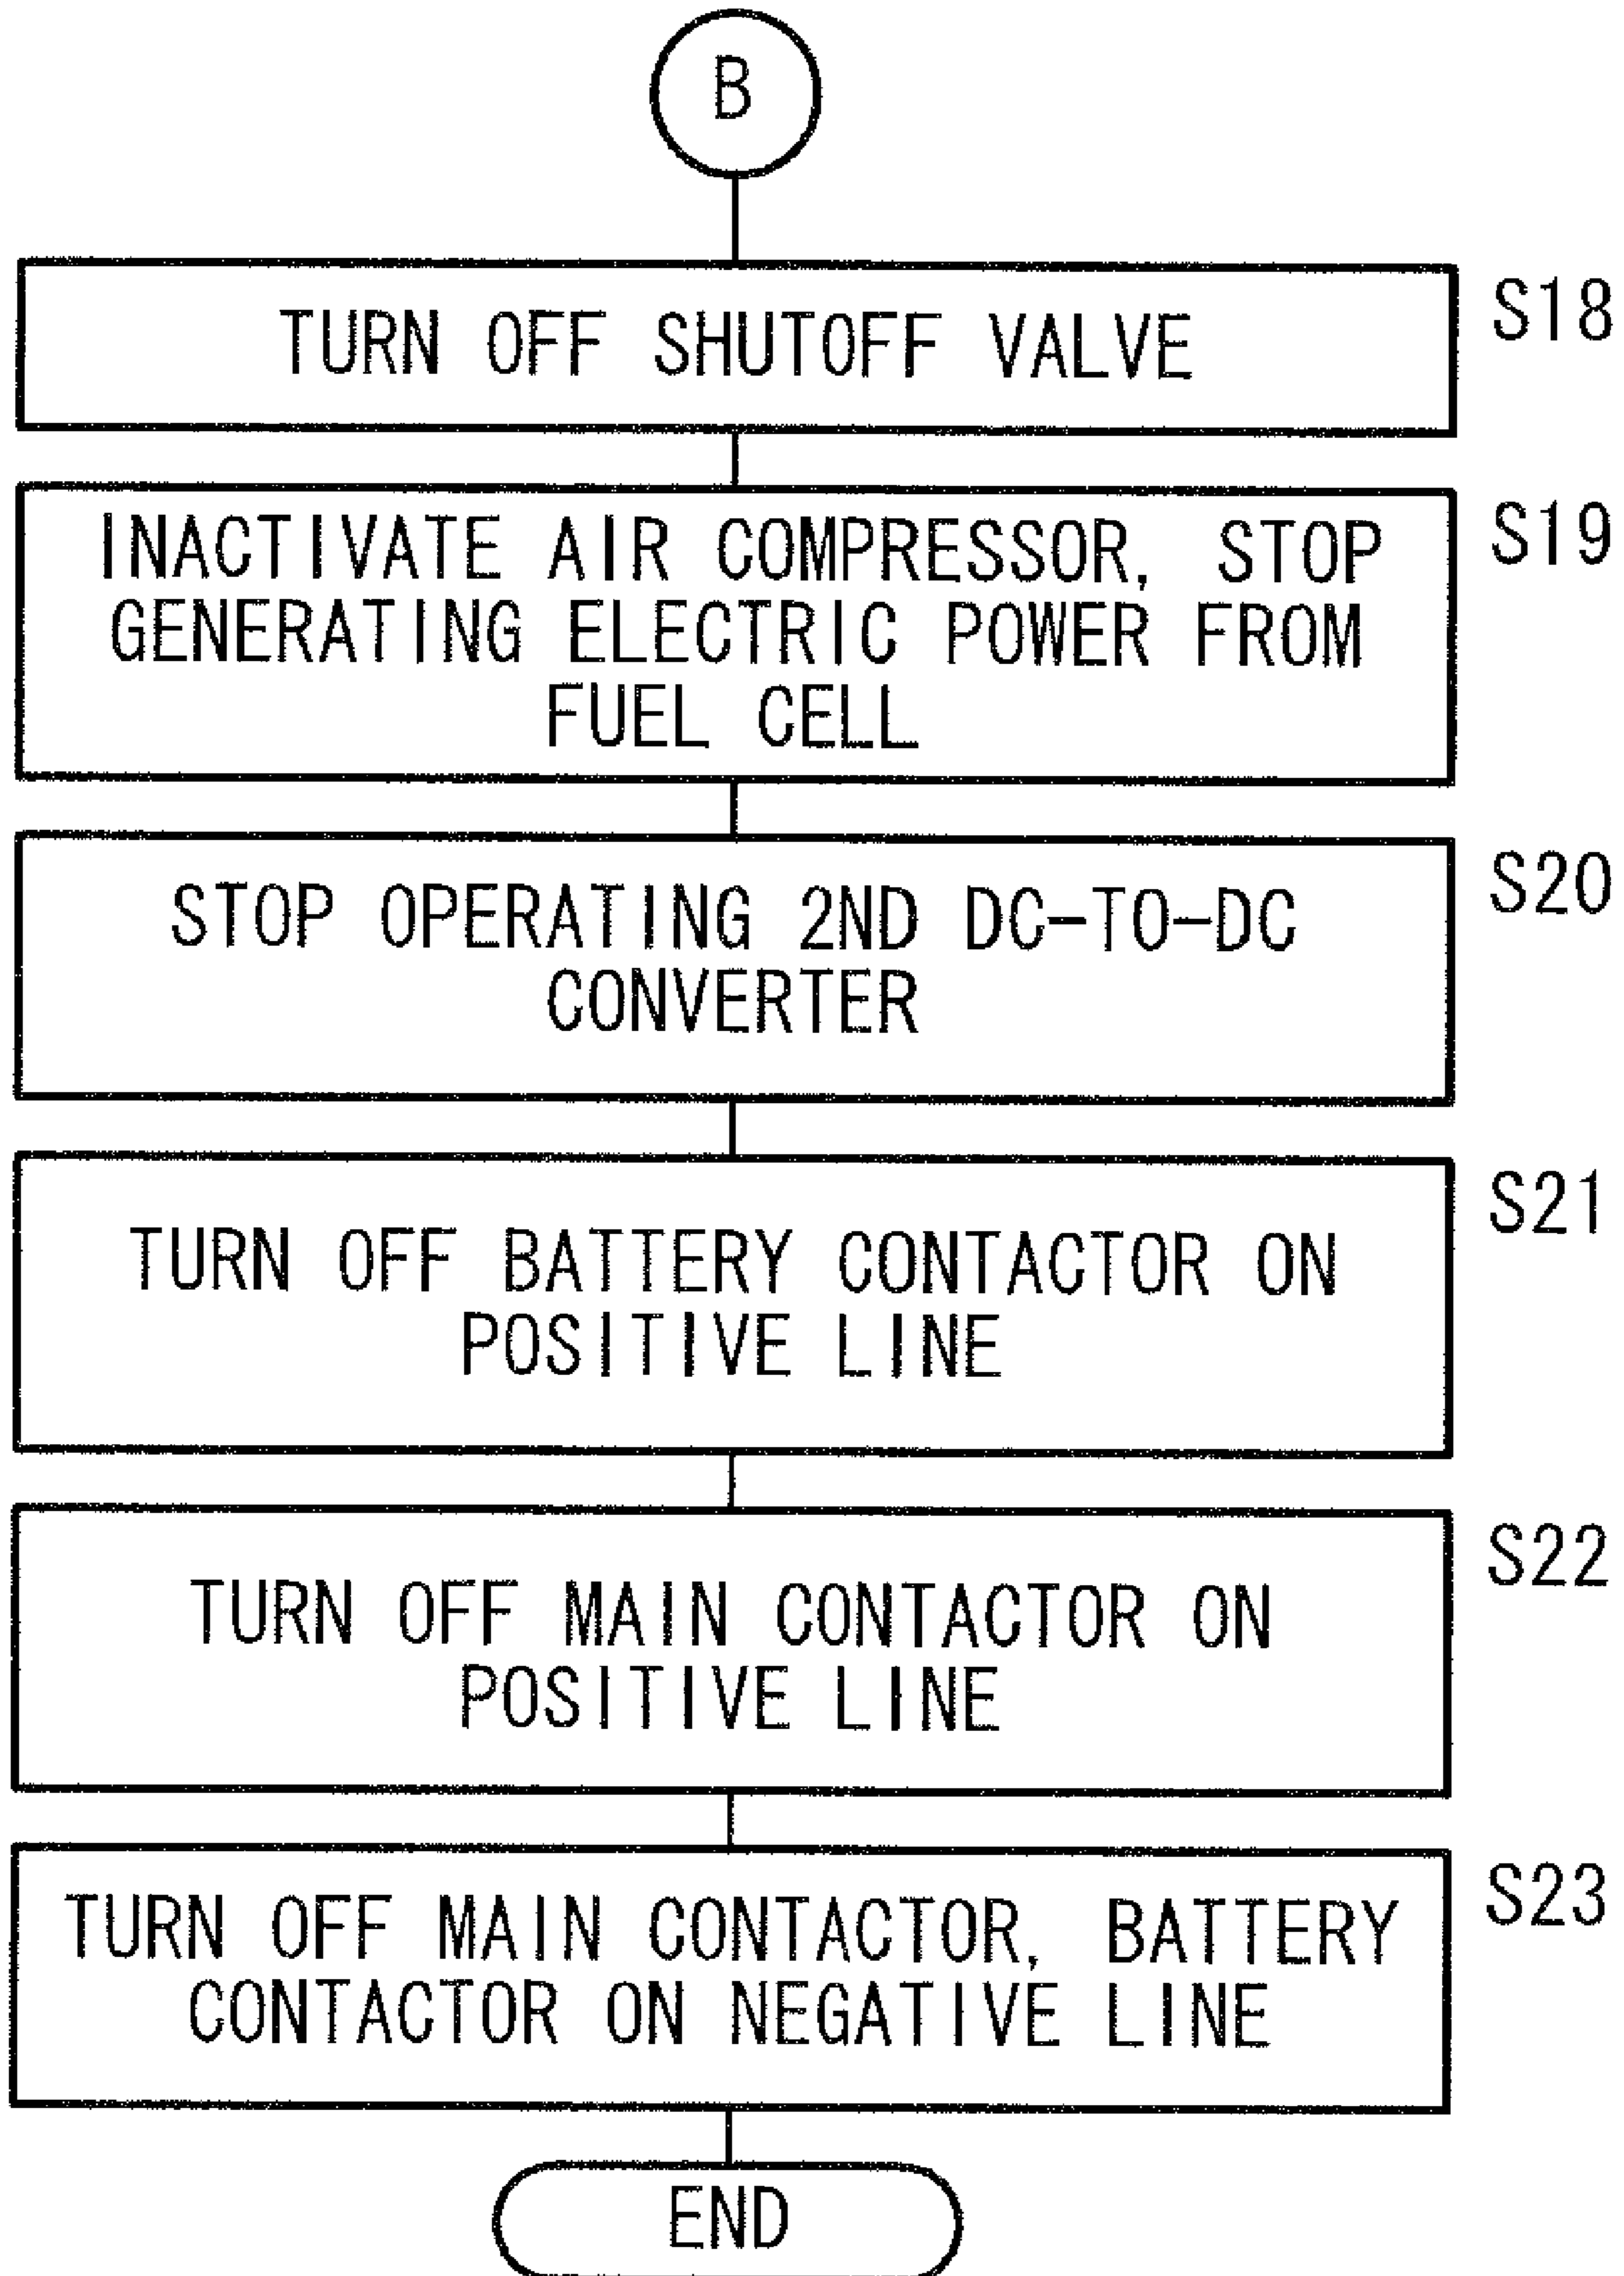 B
TURN OFF SHUTOFF VALVE
S18
INACTIVATE AIR COMPRESSOR, STOP
GENERATING ELECTRIC POWER FROM
FUEL CELL
S19
STOP OPERATING 2ND DC-TO-DC
CONVERTER
S20
TURN OFF BATTERY CONTACTOR ON
POSITIVE LINE
S21
TURN OFF MAIN CONTACTOR ON
POSITIVE LINE
S22
TURN OFF MAIN CONTACTOR, BATTERY
CONTACTOR ON NEGATIVE LINE
S23
END